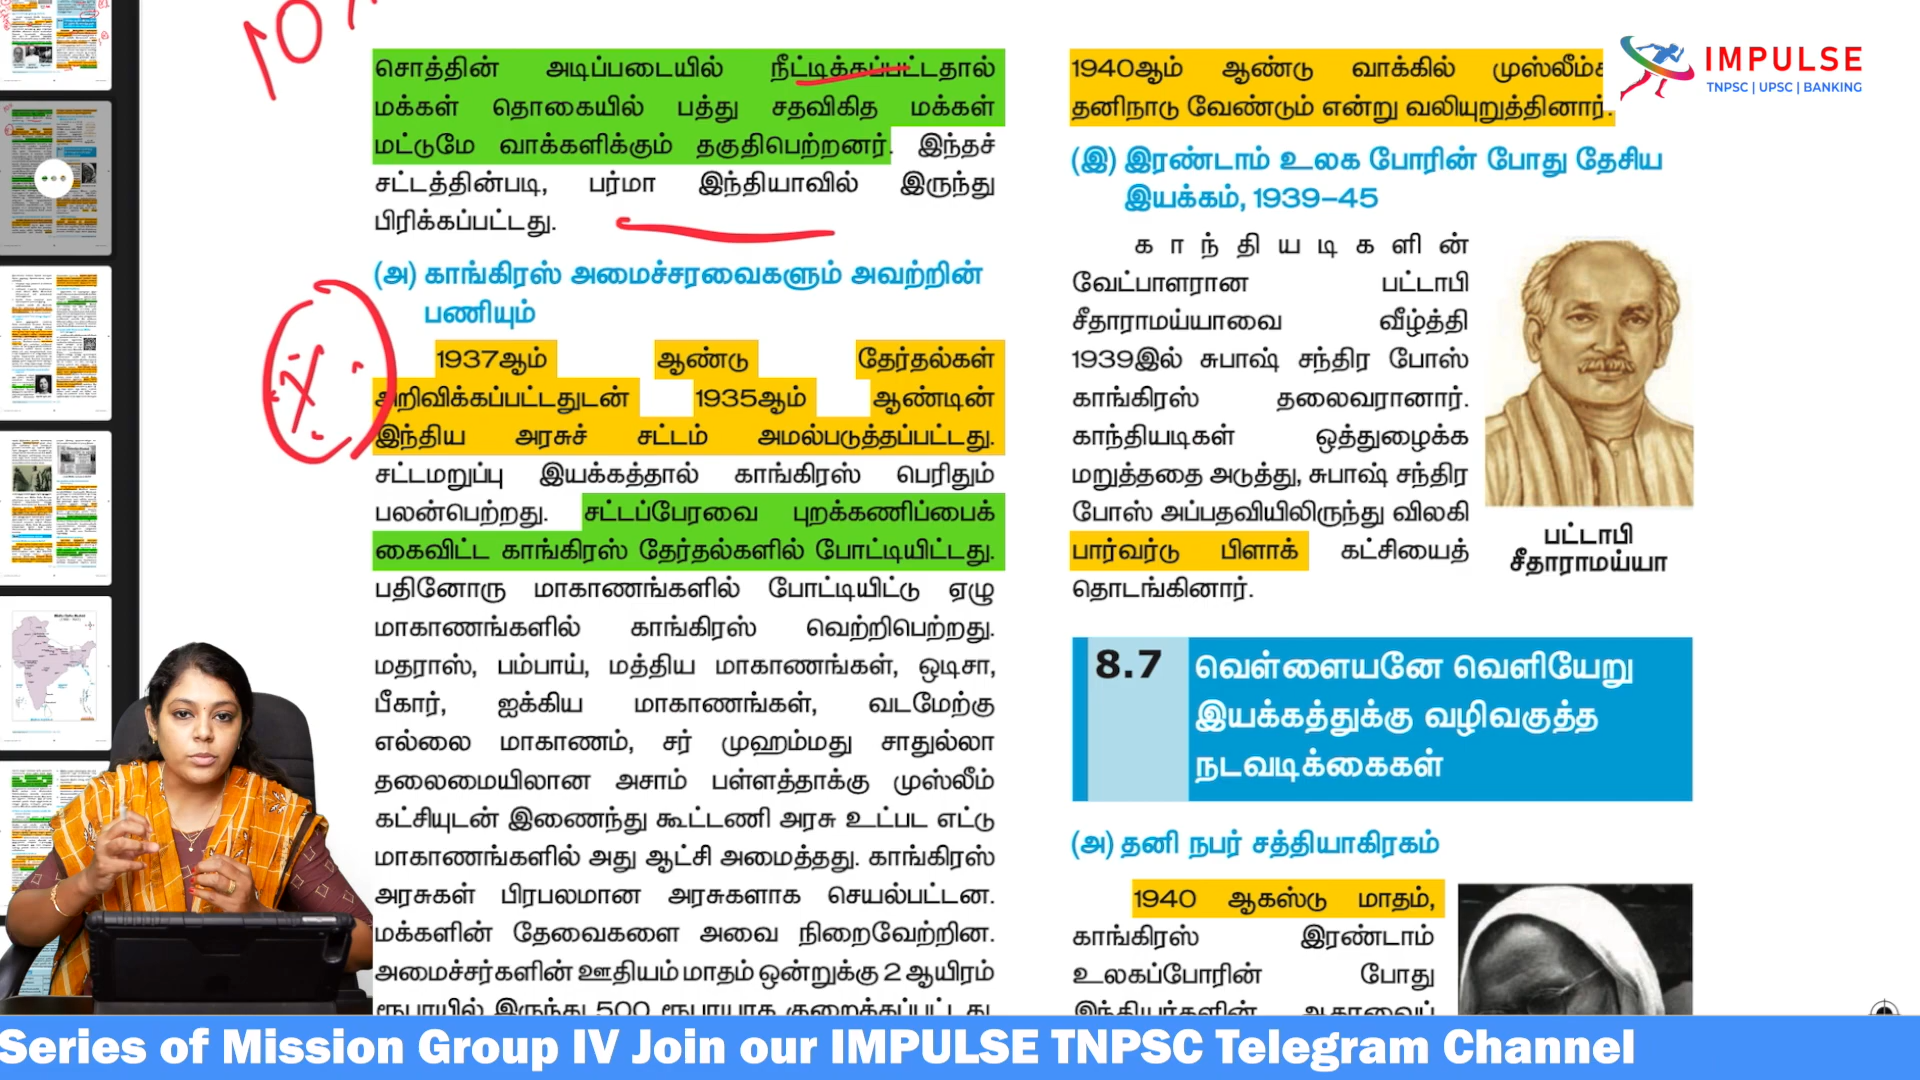 10%
சொத்தின் அடிப்படையில் நீட்டிக்கப்பட்டதால்
மக்கள் தொகையில் பத்து சதவிகித மக்கள்
மட்டுமே வாக்களிக்கும் தகுதிபெற்றனர். இந்தச்
சட்டத்தின்படி, பர்மா இந்தியாவில் இருந்து
பிரிக்கப்பட்டது.
(அ) காங்கிரஸ் அமைச்சரவைகளும் அவற்றின்
பணியும்
1937ஆம் ஆண்டு தேர்தல்கள்
அறிவிக்கப்பட்டதுடன் 1935ஆம் ஆண்டின்
இந்திய அரசுச் சட்டம் அமல்படுத்தப்பட்டது.
சட்டமறுப்பு இயக்கத்தால் காங்கிரஸ் பெரிதும்
பலன்பெற்றது. சட்டப்பேரவை புறக்கணிப்பைக்
கைவிட்ட காங்கிரஸ் தேர்தல்களில் போட்டியிட்டது.
பதினோரு மாகாணங்களில் போட்டியிட்டு ஏழு
மாகாணங்களில் காங்கிரஸ் வெற்றிபெற்றது.
மதராஸ், பம்பாய், மத்திய மாகாணங்கள், ஒடிசா,
பீகார், ஐக்கிய மாகாணங்கள், வடமேற்கு
எல்லை மாகாணம், சர் முஹம்மது சாதுல்லா
தலைமையிலான அசாம் பள்ளத்தாக்கு முஸ்லீம்
கட்சியுடன் இணைந்து கூட்டணி அரசு உட்பட எட்டு
மாகாணங்களில் அது ஆட்சி அமைத்தது. காங்கிரஸ்
அரசுகள் பிரபலமான அரசுகளாக செயல்பட்டன.
மக்களின் தேவைகளை அவை நிறைவேற்றின.
அமைச்சர்களின் ஊதியம் மாதம் ஒன்றுக்கு 2 ஆயிரம்
ரூபாயில் இருந்து 500 ரூபாயாக குறைக்கப்பட்டது.
1940ஆம் ஆண்டு வாக்கில்
தனிநாடு வேண்டும் என்று வலியுறுத்தினார்.
(இ) இரண்டாம் உலக போரின் போது தேசிய
இயக்கம், 1939–45
காந்தியடிகளின்
வேட்பாளரான பட்டாபி
சீதாராமய்யாவை வீழ்த்தி
1939இல் சுபாஷ் சந்திர போஸ்
காங்கிரஸ் தலைவரானார்.
காந்தியடிகள் ஒத்துழைக்க
மறுத்ததை அடுத்து, சுபாஷ் சந்திர
போஸ் அப்பதவியிலிருந்து விலகி
பார்வர்டு பிளாக் கட்சியைத்
தொடங்கினார்.
பட்டாபி
சீதாராமய்யா
8.7 வெள்ளையனே வெளியேறு
இயக்கத்துக்கு வழிவகுத்த
நடவடிக்கைகள்
(அ) தனி நபர் சத்தியாகிரகம்
1940 ஆகஸ்டு மாதம்,
காங்கிரஸ் இரண்டாம்
உலகப்போரின் போது
இந்தியர்களின் ஆதரவைப்
IMPULSE
TNPSC | UPSC | BANKING
Series of Mission Group IV Join our IMPULSE TNPSC Telegram Channel